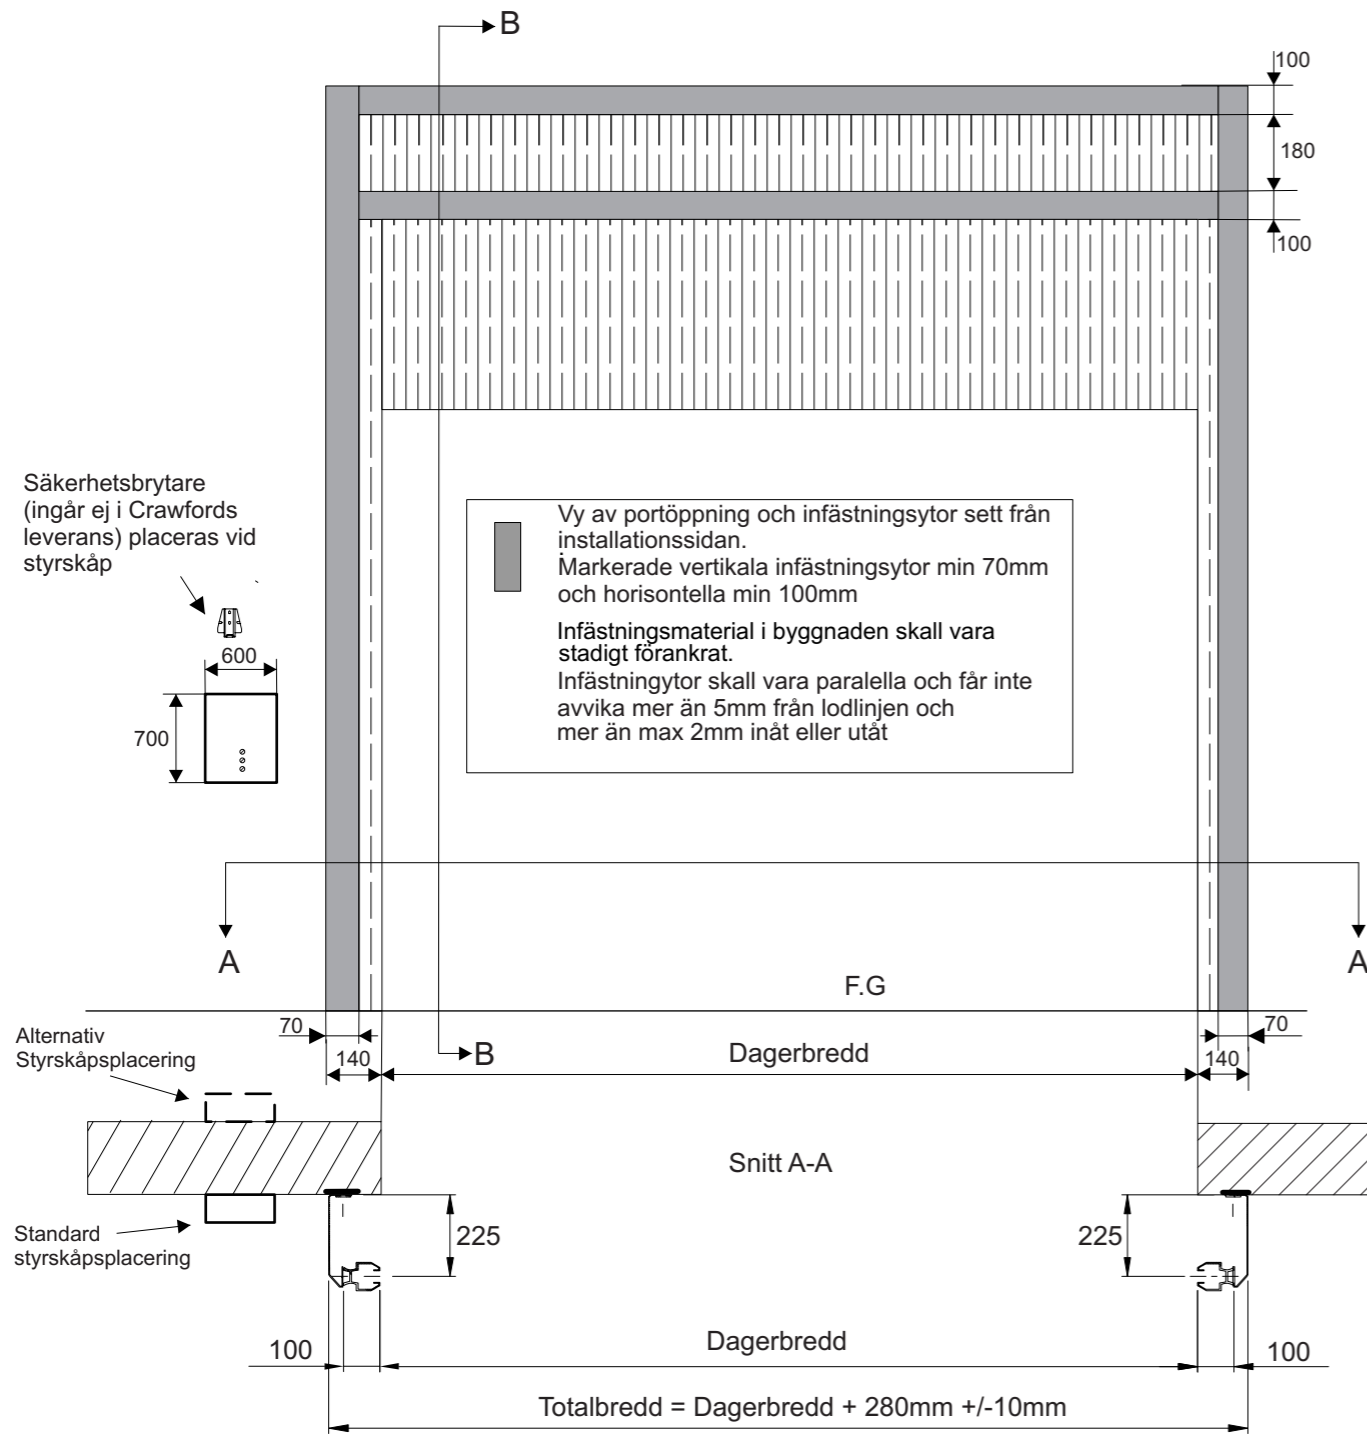 B
100
180
100
Säkerhetsbrytare
(ingår ej i Crawfords
leverans) placeras vid
styrskåp
600
700
Vy av portöppning och infästningsytor sett från
installationssidan.
Markerade vertikala infästningsytor min 70mm
och horisontella min 100mm
Infästningsmaterial i byggnaden skall vara
stadigt förankrat.
Infästningytor skall vara paralella och får inte
avvika mer än 5mm från lodlinjen och
mer än max 2mm inåt eller utåt
A
A
F.G
70
70
140
B
Dagerbredd
140
Alternativ
Styrskåpsplacering
Snitt A-A
Standard
styrskåpsplacering
225
225
100
Dagerbredd
100
Totalbredd = Dagerbredd + 280mm +/-10mm